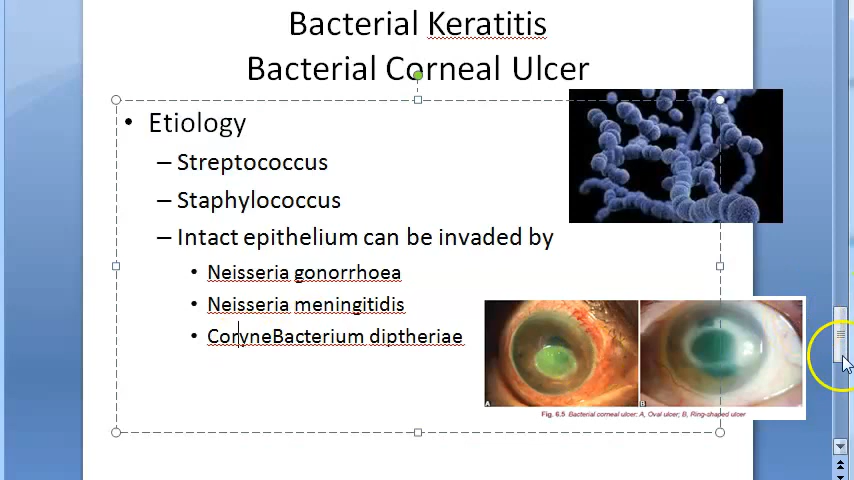 Bacterial Keratitis
Bacterial Corneal Ulcer
• Etiology
– Streptococcus
– Staphylococcus
– Intact epithelium can be invaded by
• Neisseria gonorrhoea
• Neisseria meningitidis
• CoryneBacterium diptheriae
A
B
Fig. 6.5 Bacterial corneal ulcer: A, Oval ulcer; B, Ring-shaped ulcer